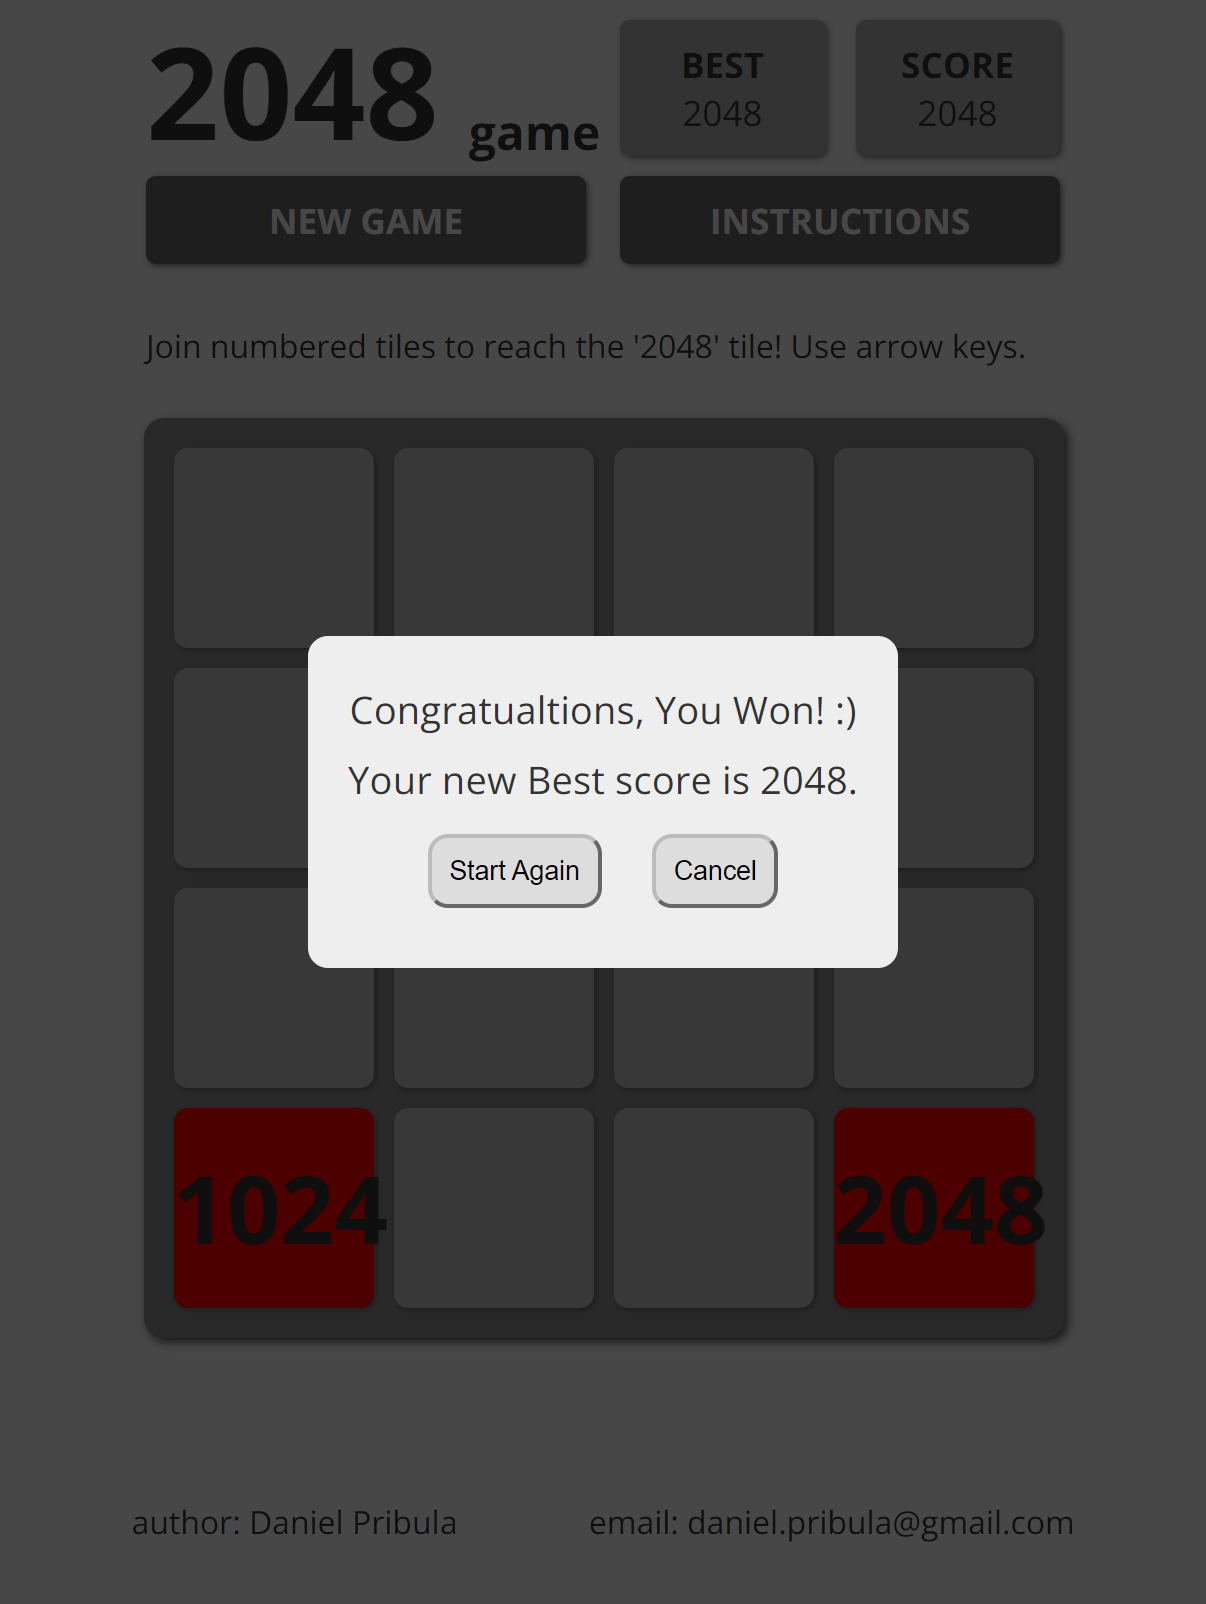 2048 game
BEST
2048
SCORE
2048
NEW GAME
INSTRUCTIONS
Join numbered tiles to reach the '2048' tile! Use arrow keys.
Congratualtions, You Won! :)
Your new Best score is 2048.
Start Again
Cancel
1024
2048
author: Daniel Pribula
email: daniel.pribula@gmail.com